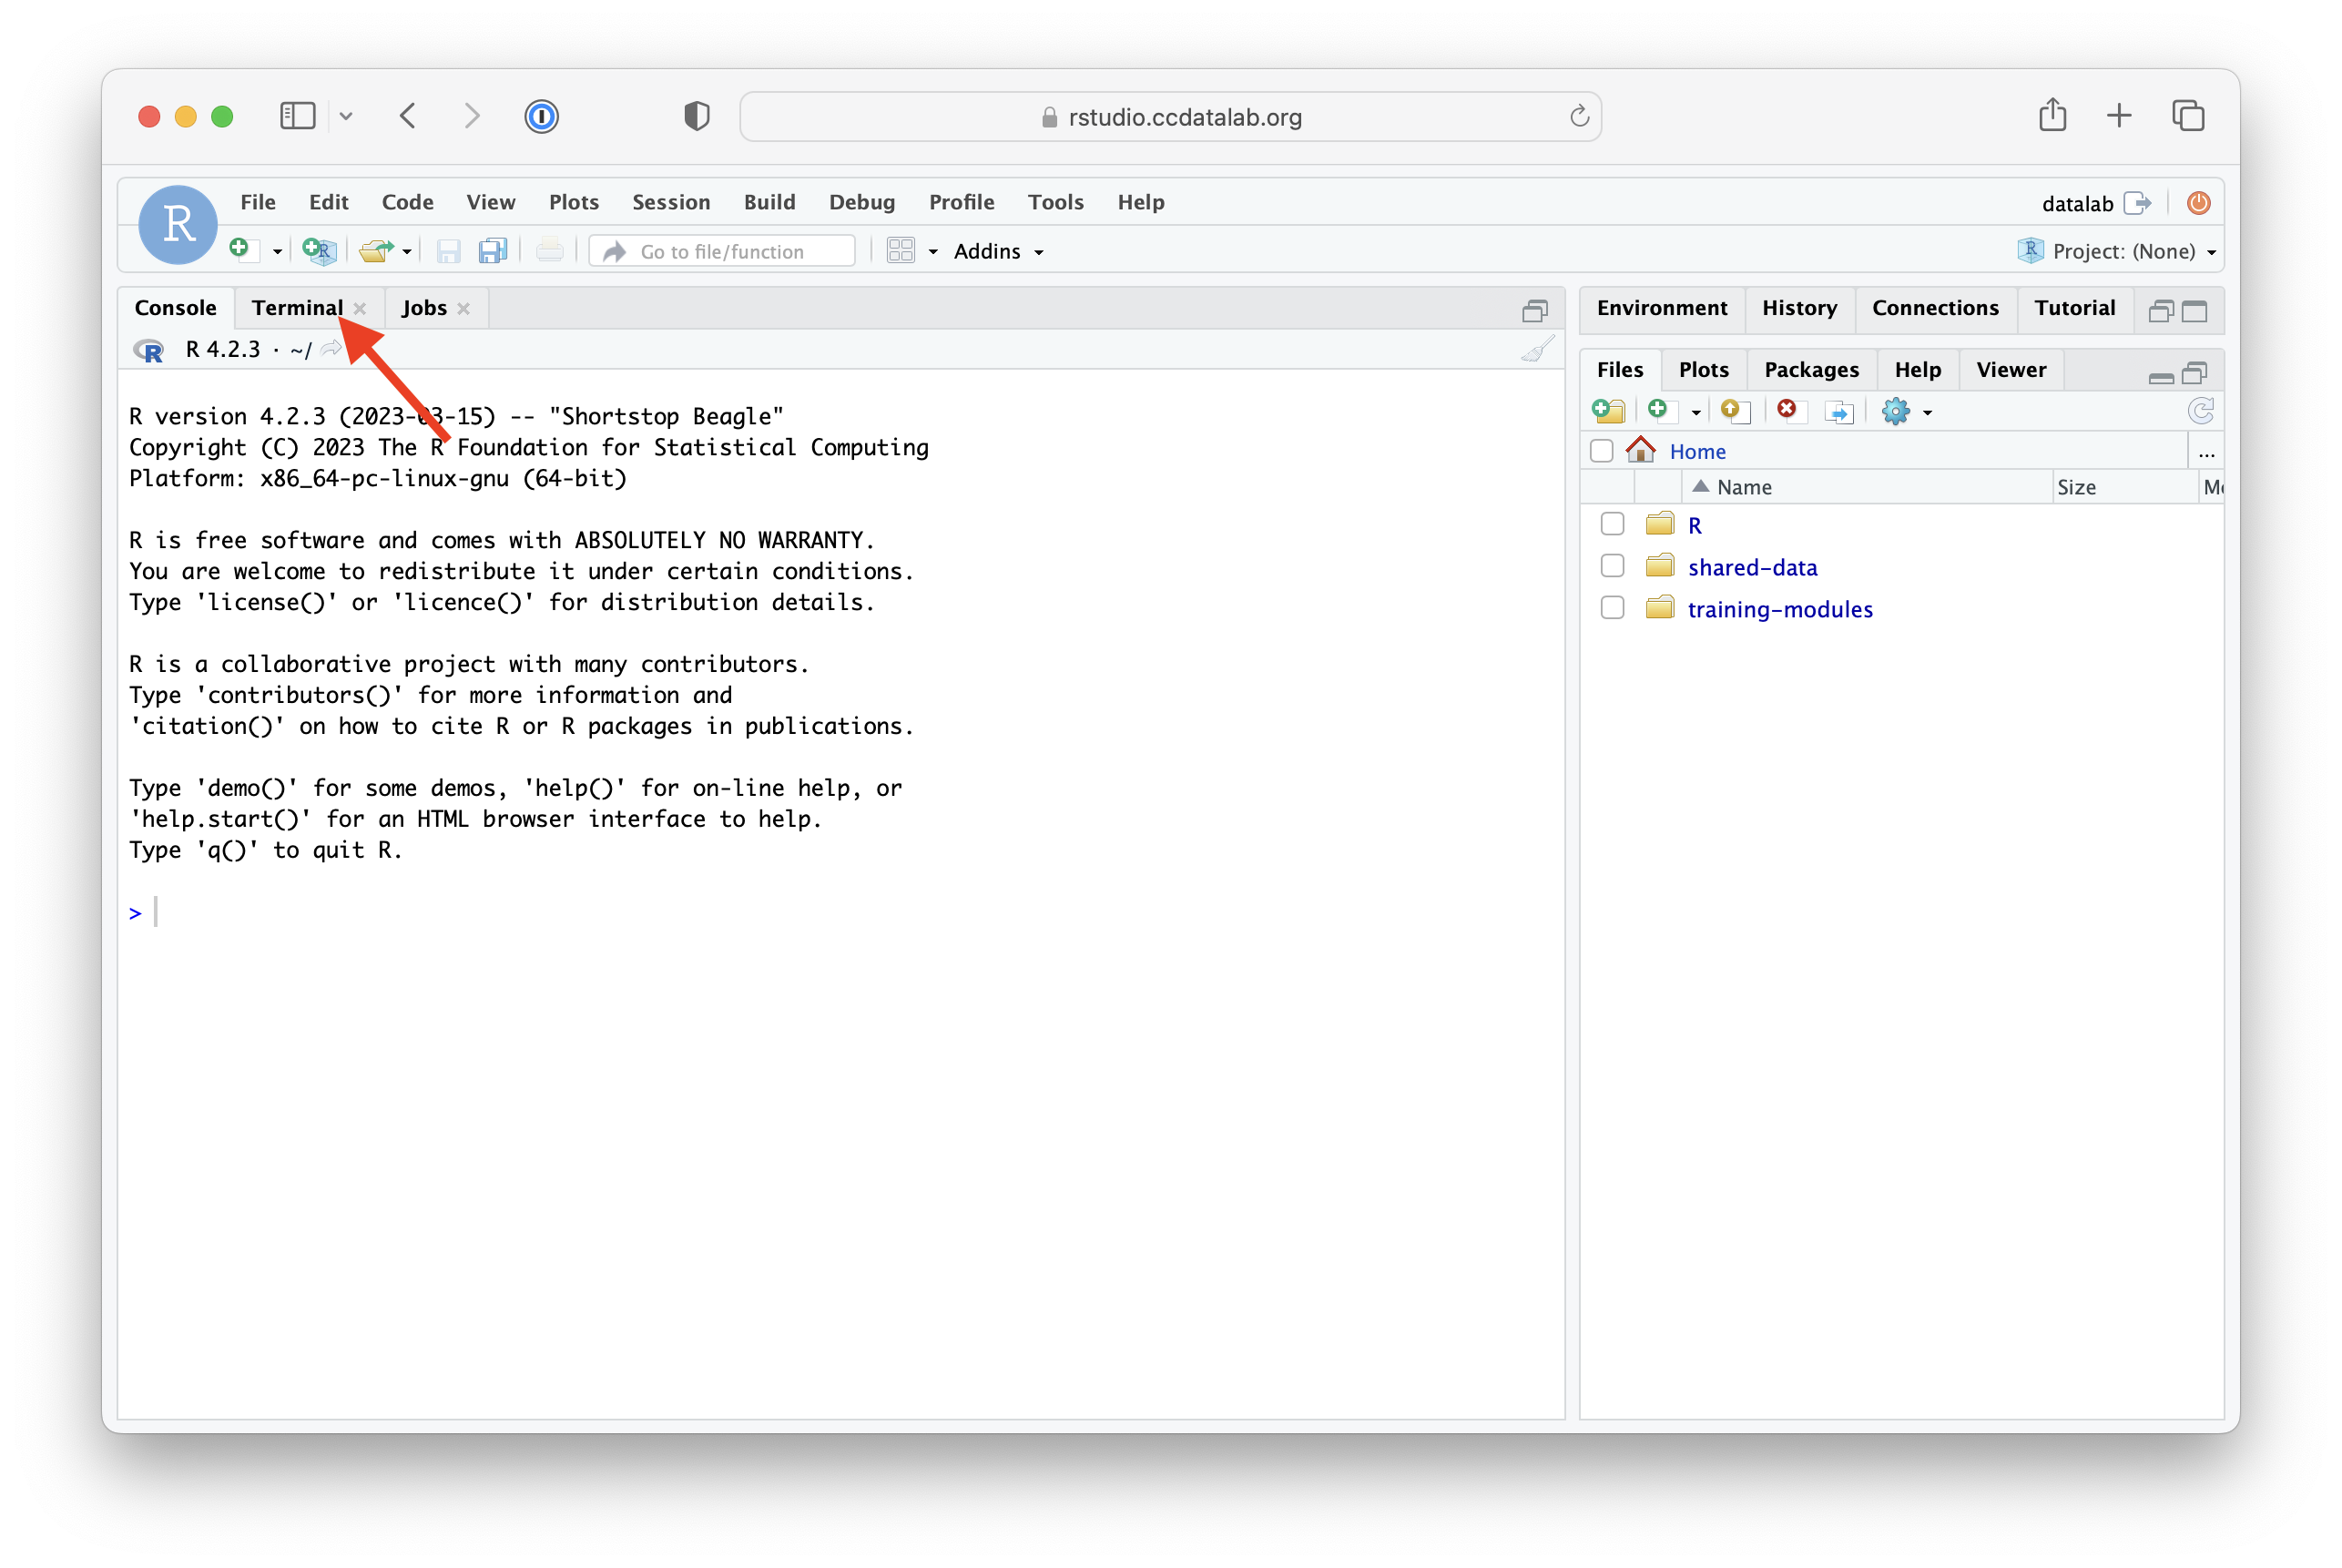 rstudio.ccdatalab.org
R
File Edit Code View Plots Session Build Debug Profile Tools Help
datalab
R
Go to file/function
Addins
R
Project: (None)
Console Terminal Jobs
Environment History Connections Tutorial
R R 4.2.3 · ~/
Files Plots Packages Help Viewer
R version 4.2.3 (2023-03-15) -- "Shortstop Beagle"
Copyright (C) 2023 The R Foundation for Statistical Computing
Platform: x86_64-pc-linux-gnu (64-bit)
R is free software and comes with ABSOLUTELY NO WARRANTY.
You are welcome to redistribute it under certain conditions.
Type 'license()' or 'licence()' for distribution details.
R is a collaborative project with many contributors.
Type 'contributors()' for more information and
'citation()' on how to cite R or R packages in publications.
Type 'demo()' for some demos, 'help()' for on-line help, or
'help.start()' for an HTML browser interface to help.
Type 'q()' to quit R.
>
Home
...
Name Size
R
shared-data
training-modules